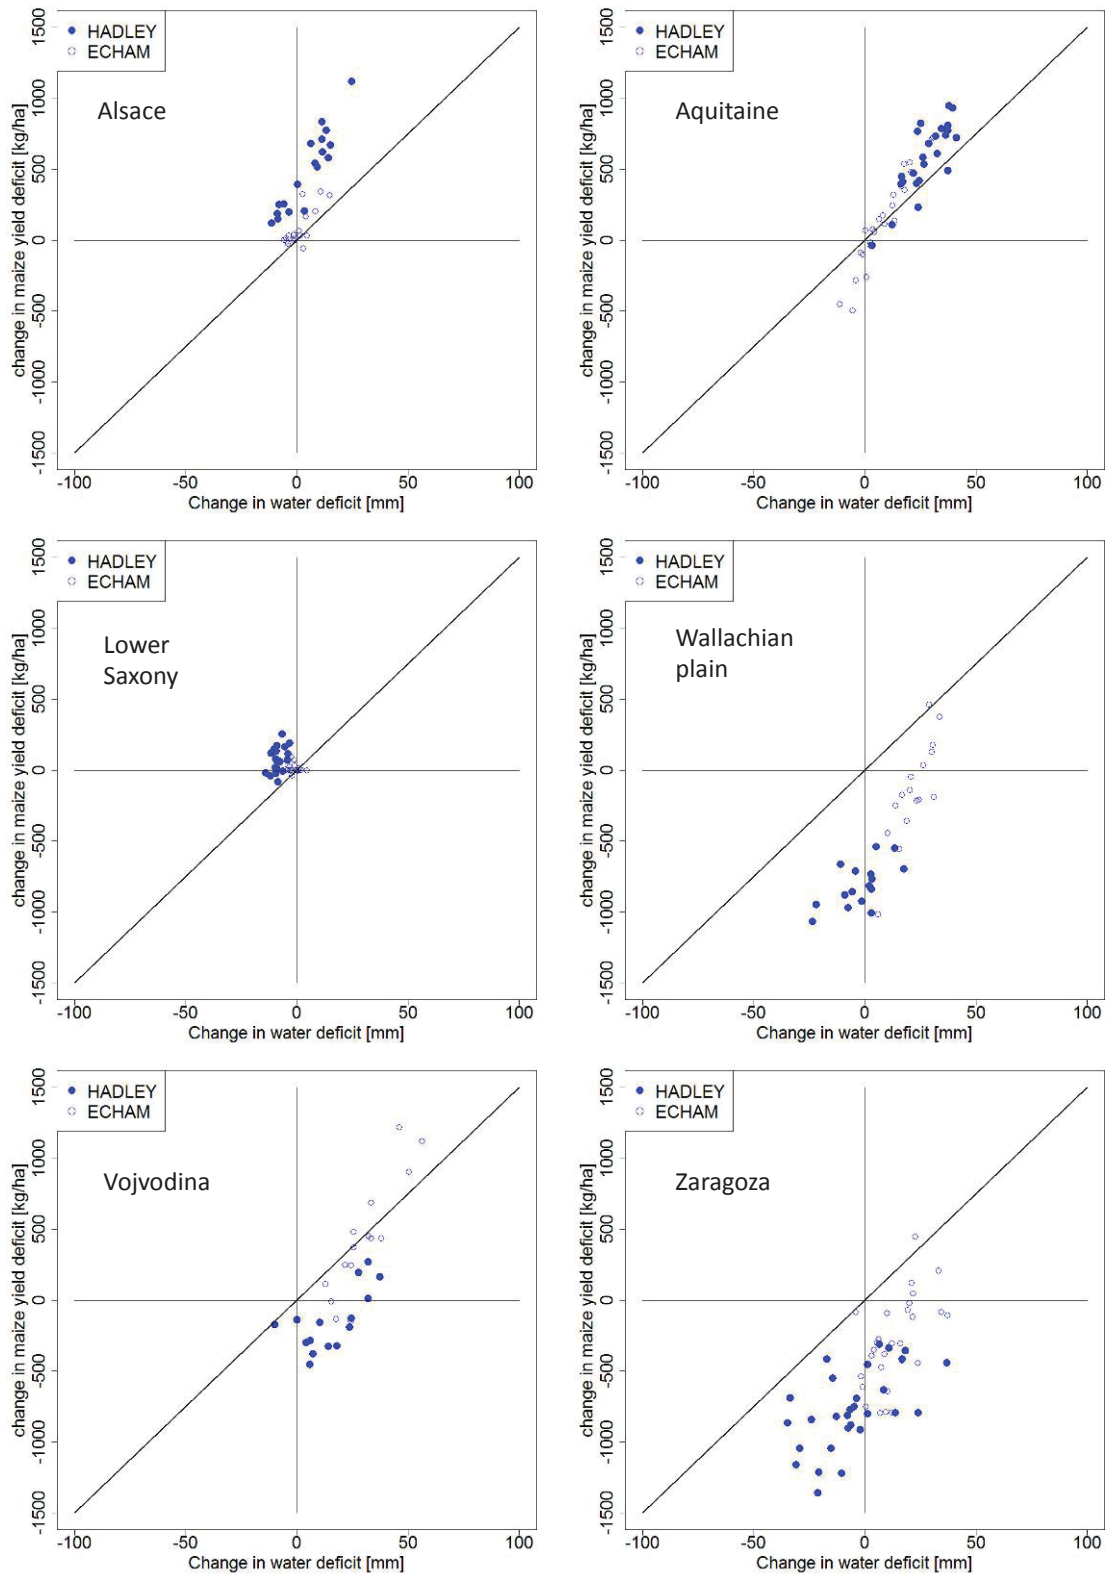 HADLEY
ECHAM
Alsace
change in maize yield deficit [kg/ha]
1500
1000
500
0
-500
-1000
-1500
-100
-50
0
50
100
Change in water deficit [mm]
HADLEY
ECHAM
Aquitaine
change in maize yield deficit [kg/ha]
1500
1000
500
0
-500
-1000
-1500
-100
-50
0
50
100
Change in water deficit [mm]
HADLEY
ECHAM
Lower
Saxony
change in maize yield deficit [kg/ha]
1500
1000
500
0
-500
-1000
-1500
-100
-50
0
50
100
Change in water deficit [mm]
HADLEY
ECHAM
Wallachian
plain
change in maize yield deficit [kg/ha]
1500
1000
500
0
-500
-1000
-1500
-100
-50
0
50
100
Change in water deficit [mm]
HADLEY
ECHAM
Vojvodina
change in maize yield deficit [kg/ha]
1500
1000
500
0
-500
-1000
-1500
-100
-50
0
50
100
Change in water deficit [mm]
HADLEY
ECHAM
Zaragoza
change in maize yield deficit [kg/ha]
1500
1000
500
0
-500
-1000
-1500
-100
-50
0
50
100
Change in water deficit [mm]